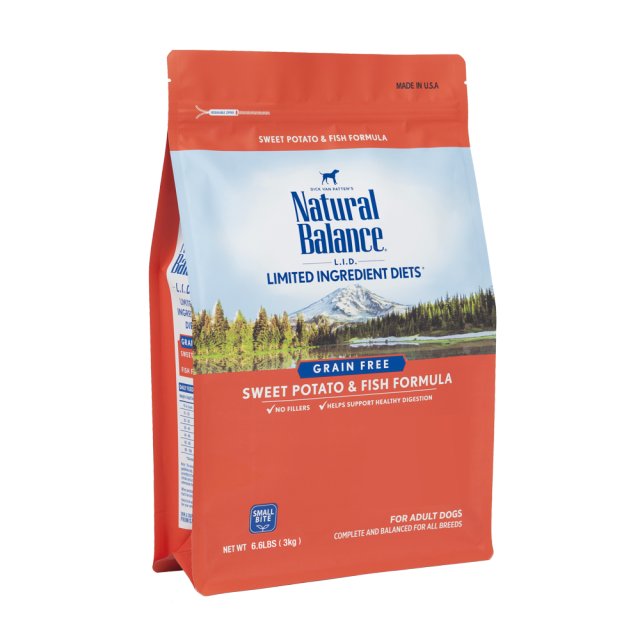 MADE IN U.S.A
SWEET POTATO & FISH FORMULA
DICK VAN PATTEN'S
Natural
Balance®
L.I.D.
LIMITED INGREDIENT DIETS®
GRAIN FREE
SWEET POTATO & FISH FORMULA
✓NO FILLERS ✓HELPS SUPPORT HEALTHY DIGESTION
SMALL
BITE
FOR ADULT DOGS
COMPLETE AND BALANCED FOR ALL BREEDS
NET WT 6.6LBS (3kg)
Natural
Balance